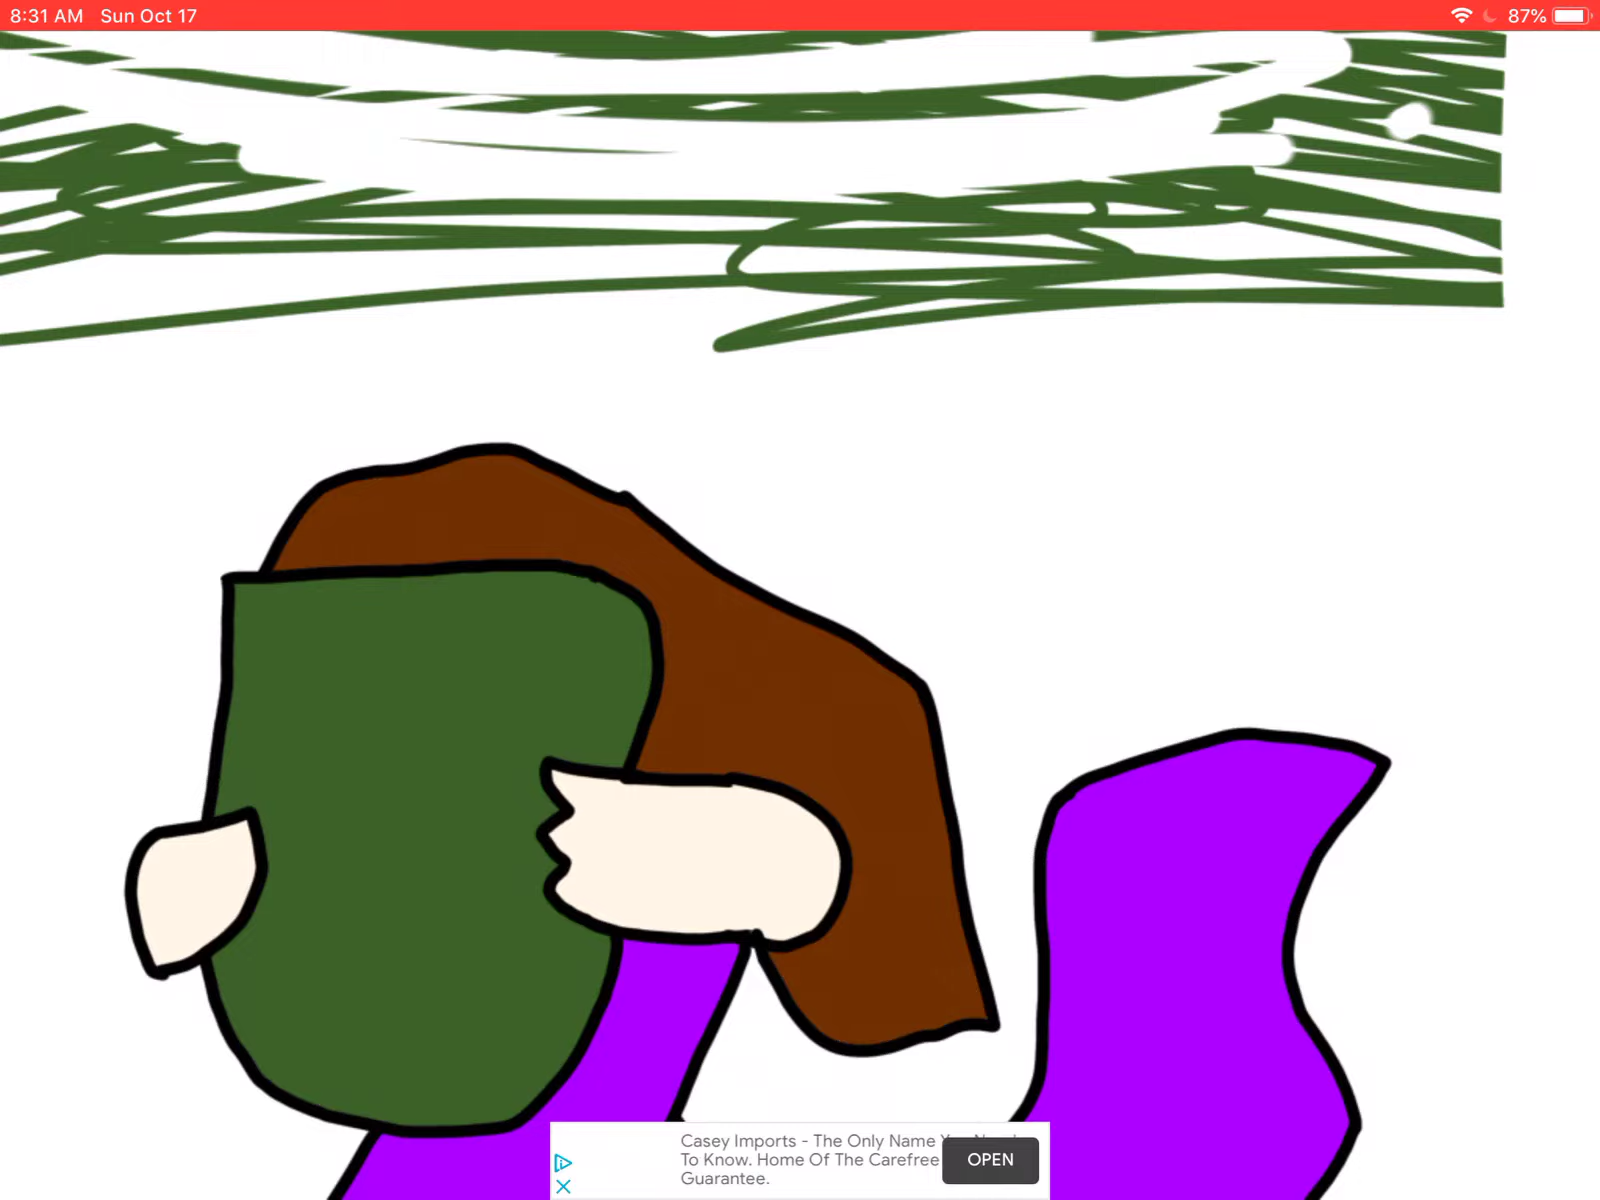 8:31 AM Sun Oct 17
87%
Casey Imports - The Only Name
To Know. Home Of The Carefree
Guarantee.
OPEN